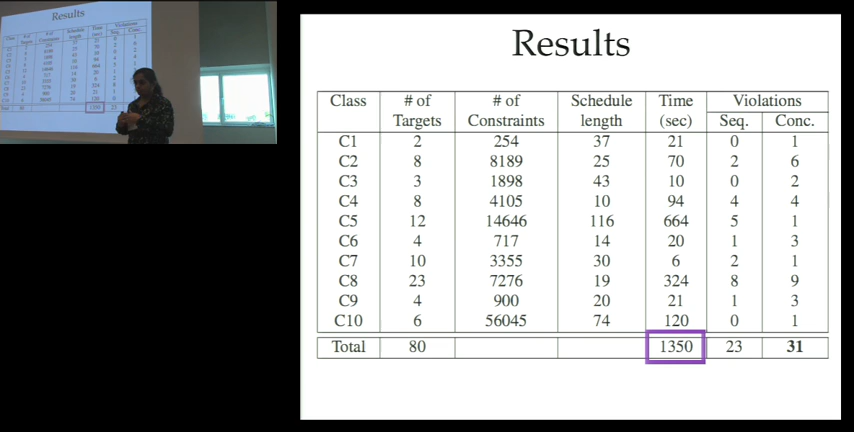 Results
Class # of Targets # of Constraints Schedule length Time (sec) Violations Seq. Conc.
C1 2 254 37 21 0 1
C2 8 8189 25 70 2 6
C3 3 1898 43 10 0 2
C4 8 4105 10 94 4 4
C5 12 14646 116 664 5 1
C6 4 717 14 20 1 3
C7 10 3355 30 6 2 1
C8 23 7276 19 324 8 9
C9 4 900 20 21 1 3
C10 6 56045 74 120 0 1
Total 80 1350 23 31
Results